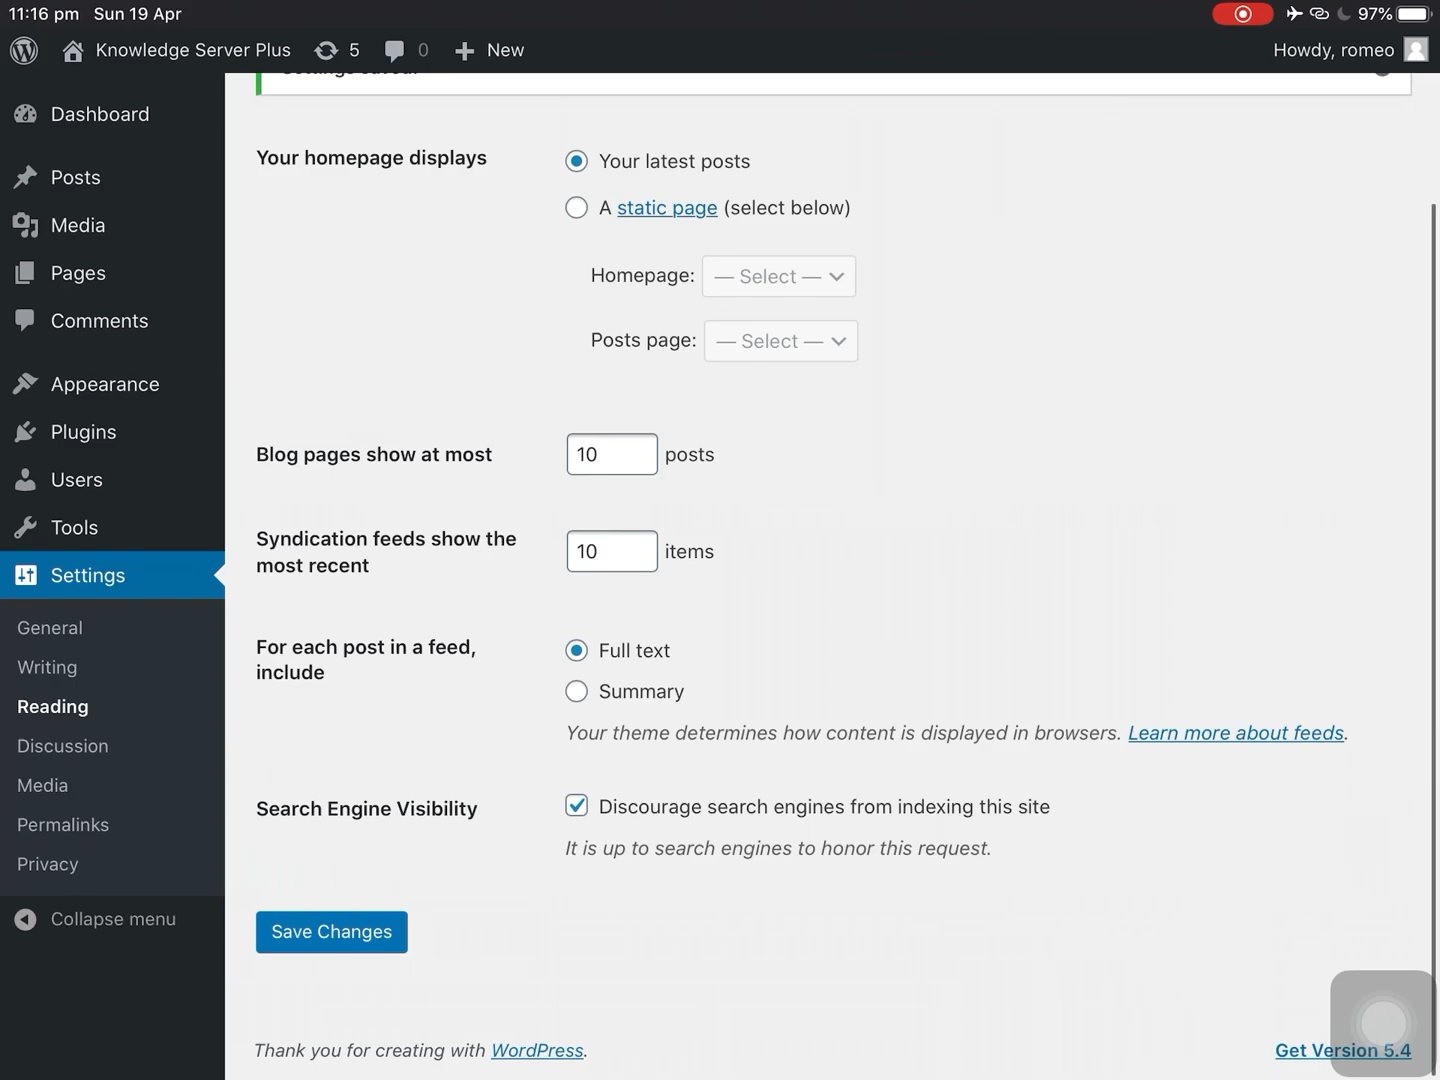 11:16 pm Sun 19 Apr
97%
Knowledge Server Plus 5 0 New
Howdy, romeo
Settings saved.
Dashboard
Posts
Media
Pages
Comments
Appearance
Plugins
Users
Tools
Settings
General
Writing
Reading
Discussion
Media
Permalinks
Privacy
Collapse menu
Your homepage displays
Your latest posts
A static page (select below)
Homepage: — Select —
Posts page: — Select —
Blog pages show at most
10 posts
Syndication feeds show the
most recent
10 items
For each post in a feed,
include
Full text
Summary
Your theme determines how content is displayed in browsers. Learn more about feeds.
Search Engine Visibility
Discourage search engines from indexing this site
It is up to search engines to honor this request.
Save Changes
Thank you for creating with WordPress.
Get Version 5.4